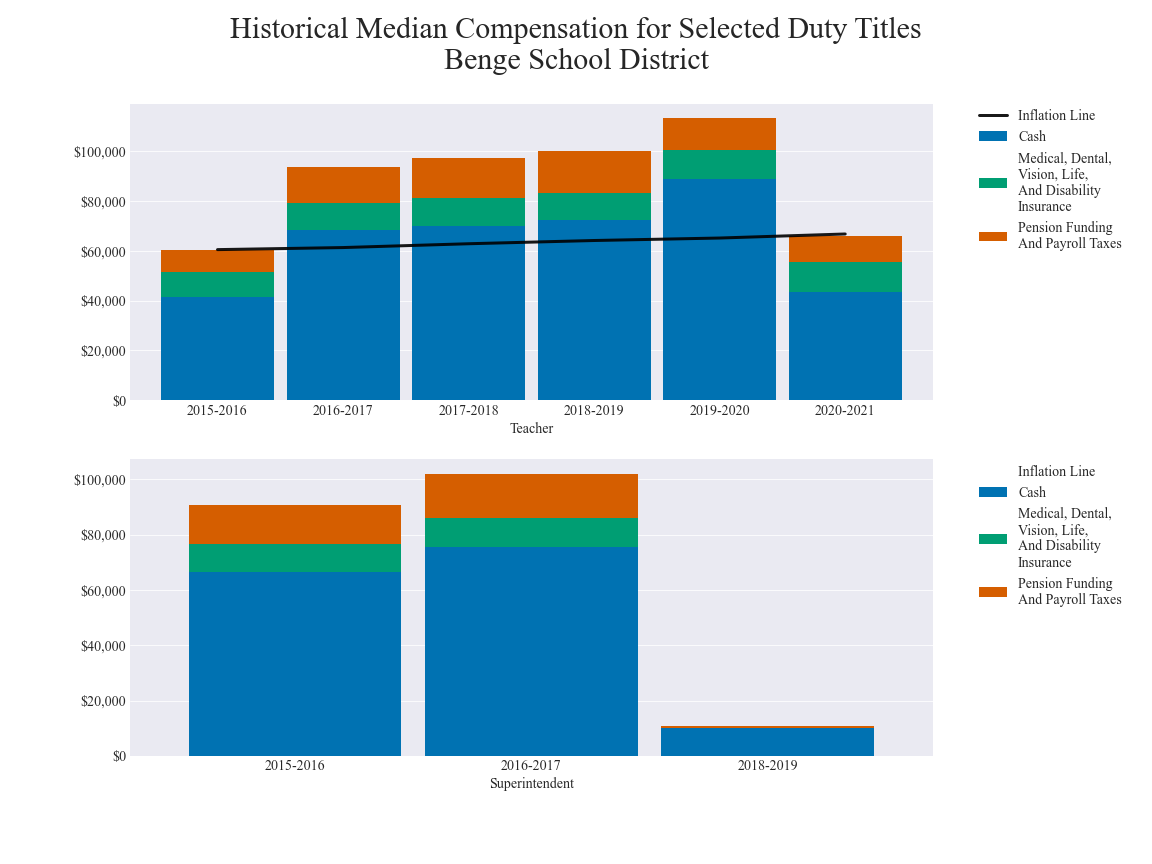 Historical Median Compensation for Selected Duty Titles
Benge School District
$100,000
$80,000
$60,000
$40,000
$20,000
$0
2015-2016
2016-2017
2017-2018
2018-2019
2019-2020
2020-2021
Teacher
Inflation Line
Cash
Medical, Dental,
Vision, Life,
And Disability
Insurance
Pension Funding
And Payroll Taxes
$100,000
$80,000
$60,000
$40,000
$20,000
$0
2015-2016
2016-2017
2018-2019
Superintendent
Inflation Line
Cash
Medical, Dental,
Vision, Life,
And Disability
Insurance
Pension Funding
And Payroll Taxes